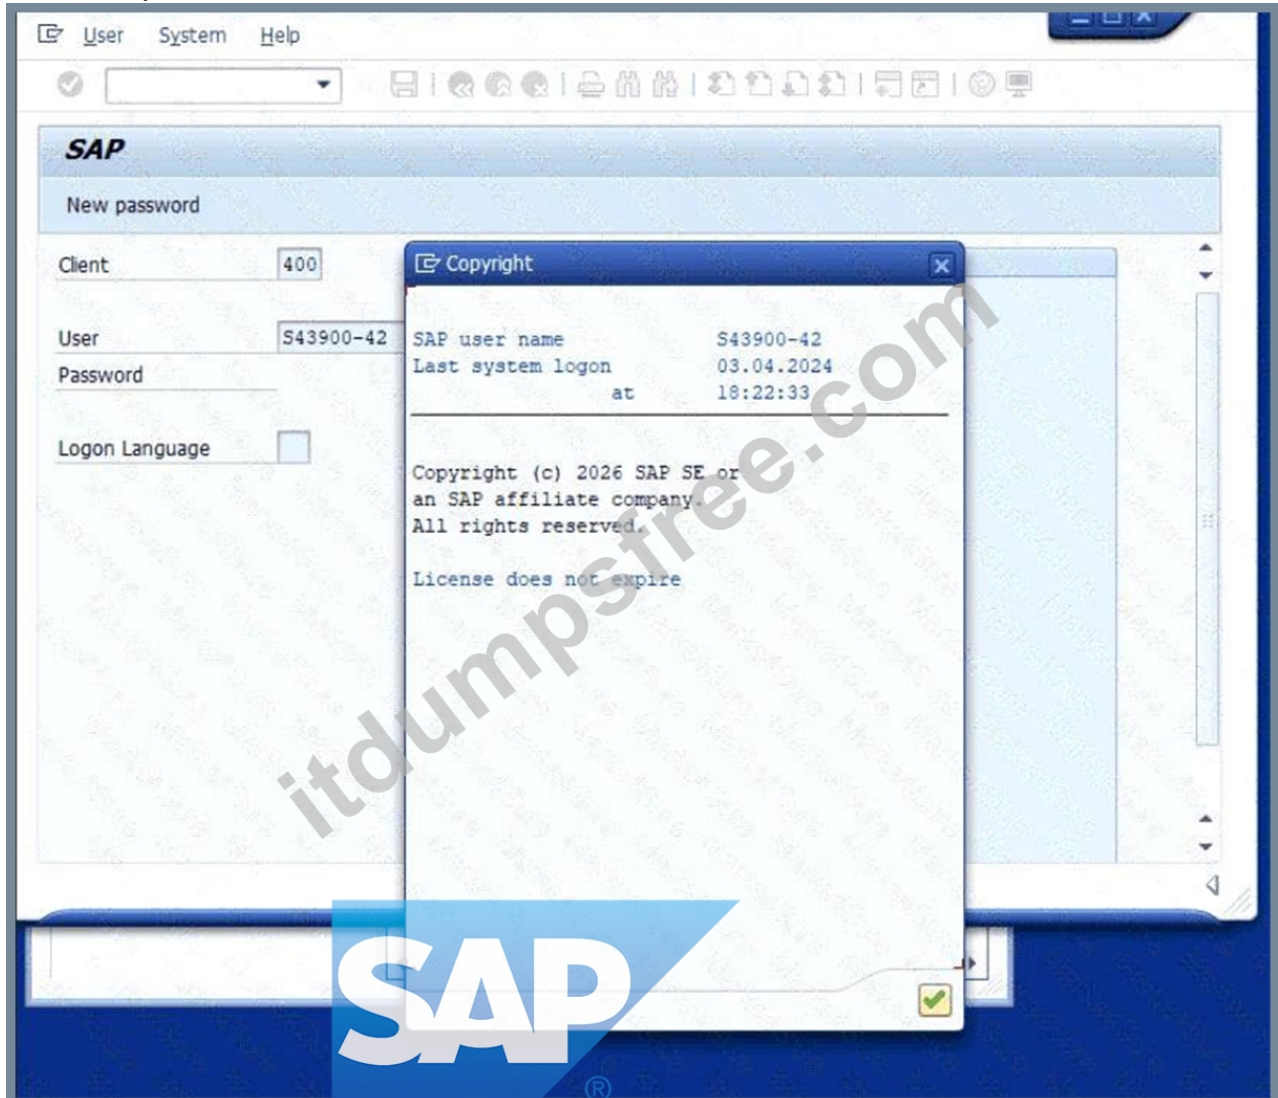 User System Help
SAP
New password
Client 400
User S43900-42
Password
Logon Language
Copyright
SAP user name S43900-42
Last system logon 03.04.2024
at 18:22:33
Copyright (c) 2026 SAP SE or
an SAP affiliate company.
All rights reserved.
License does not expire
itdumpsfree.com
SAP
®